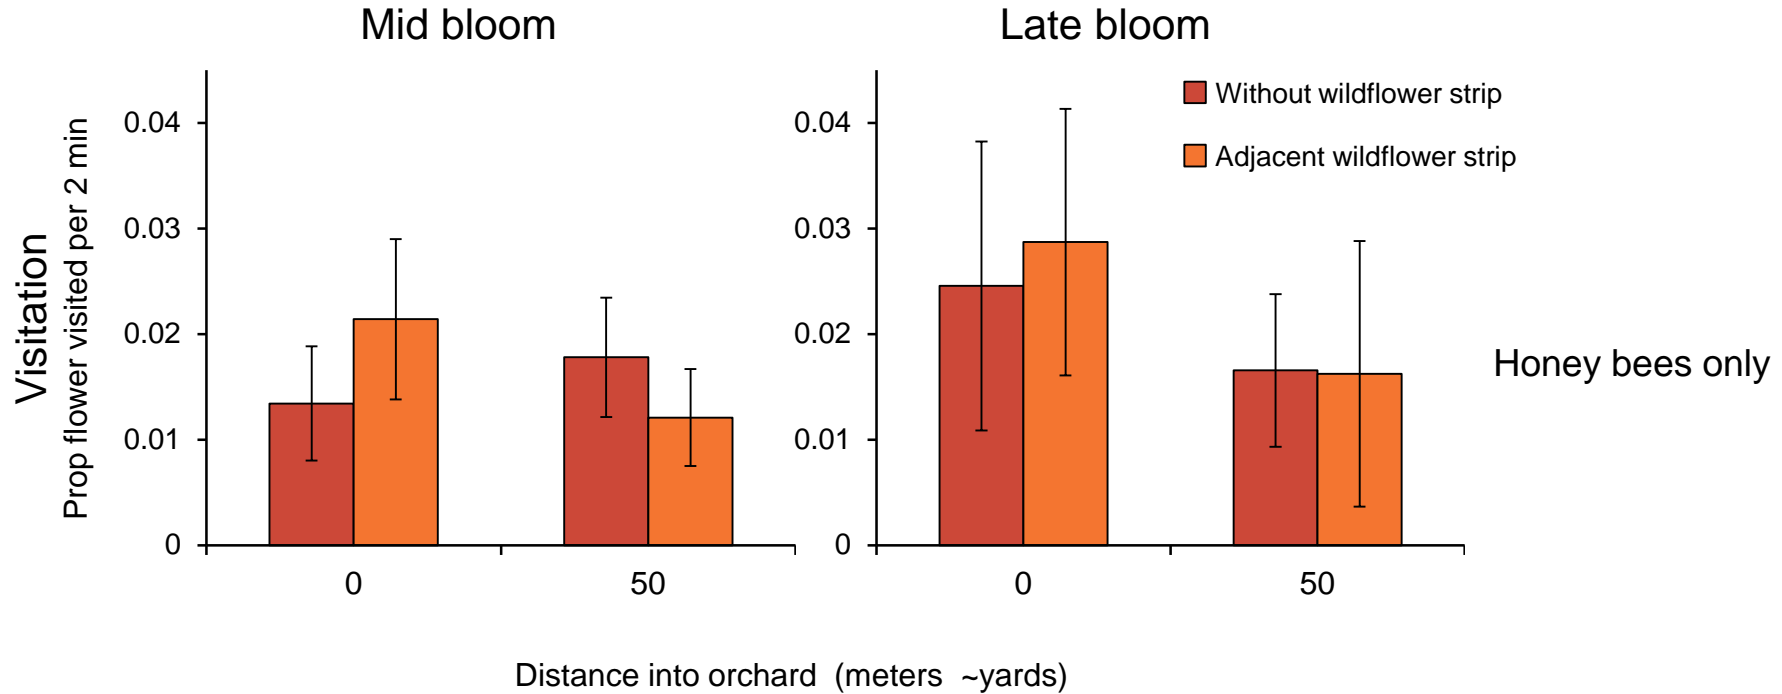 Mid bloom
Late bloom
Without wildflower strip
Adjacent wildflower strip
Visitation
Prop flower visited per 2 min
0.04
0.03
0.02
0.01
0
0.04
0.03
0.02
0.01
0
Honey bees only
0
50
0
50
Distance into orchard (meters ~yards)